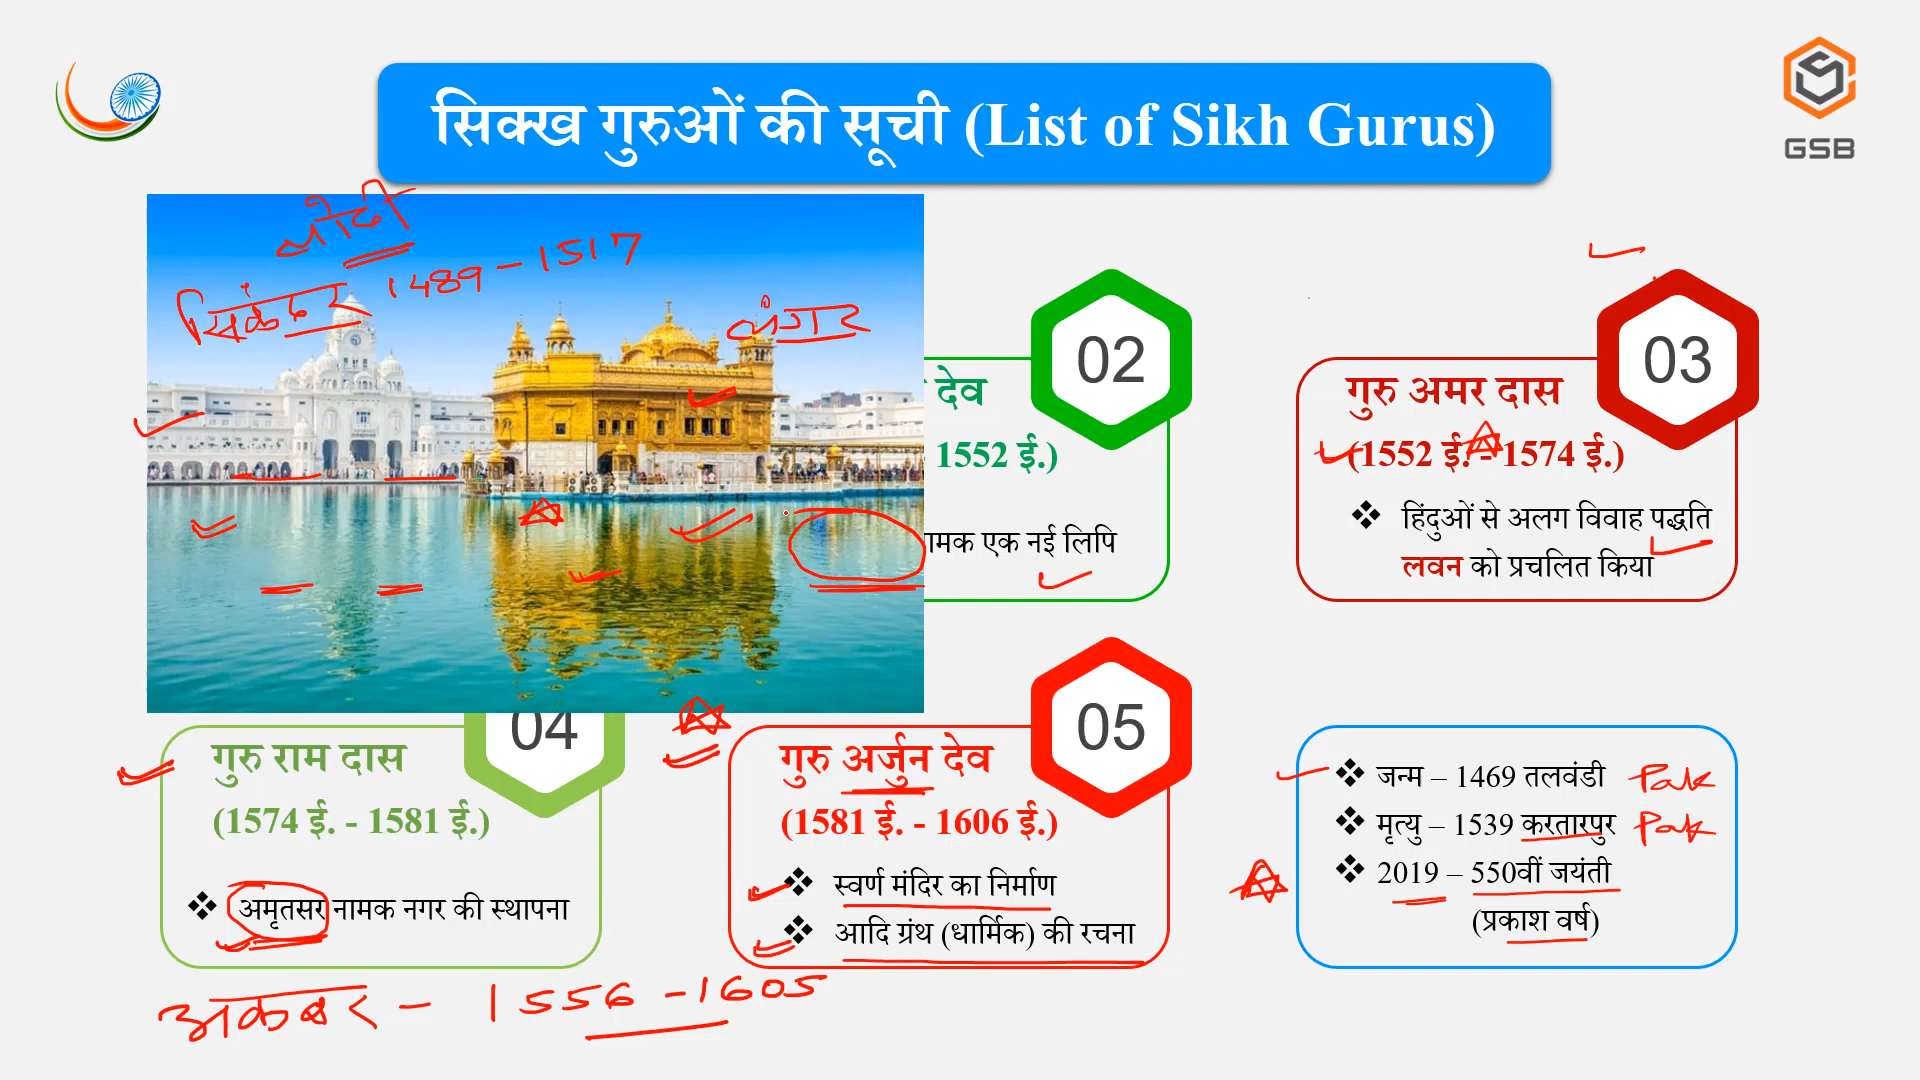 सिक्ख गुरुओं की सूची (List of Sikh Gurus)
GSB
लोदी
सिकंदर 1489 - 1517
लंगर
02
देव
1552 ई.)
ामक एक नई लिपि
03
गुरु अमर दास
(1552 ई. - 1574 ई.)
❖ हिंदुओं से अलग विवाह पद्धति
लवन को प्रचलित किया
04
गुरु राम दास
(1574 ई. - 1581 ई.)
❖ अमृतसर नामक नगर की स्थापना
05
गुरु अर्जुन देव
(1581 ई. - 1606 ई.)
❖ स्वर्ण मंदिर का निर्माण
❖ आदि ग्रंथ (धार्मिक) की रचना
❖ जन्म – 1469 तलवंडी Pak
❖ मृत्यु – 1539 करतारपुर Pak
❖ 2019 – 550वीं जयंती
(प्रकाश वर्ष)
अकबर - 1556 - 1605